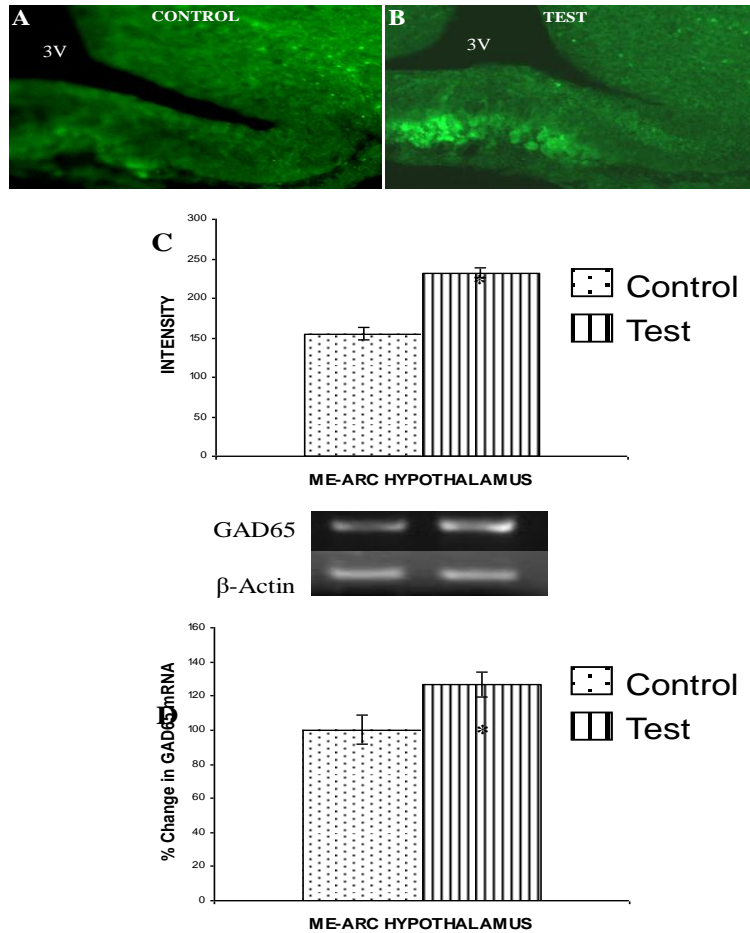 A
CONTROL
3V
B
TEST
3V
C
INTENSITY
300
250
200
150
100
50
0
*
Control
Test
ME-ARC HYPOTHALAMUS
GAD65
β-Actin
D
% Change in GAD65 mRNA
160
140
120
100
80
60
40
20
0
*
Control
Test
ME-ARC HYPOTHALAMUS